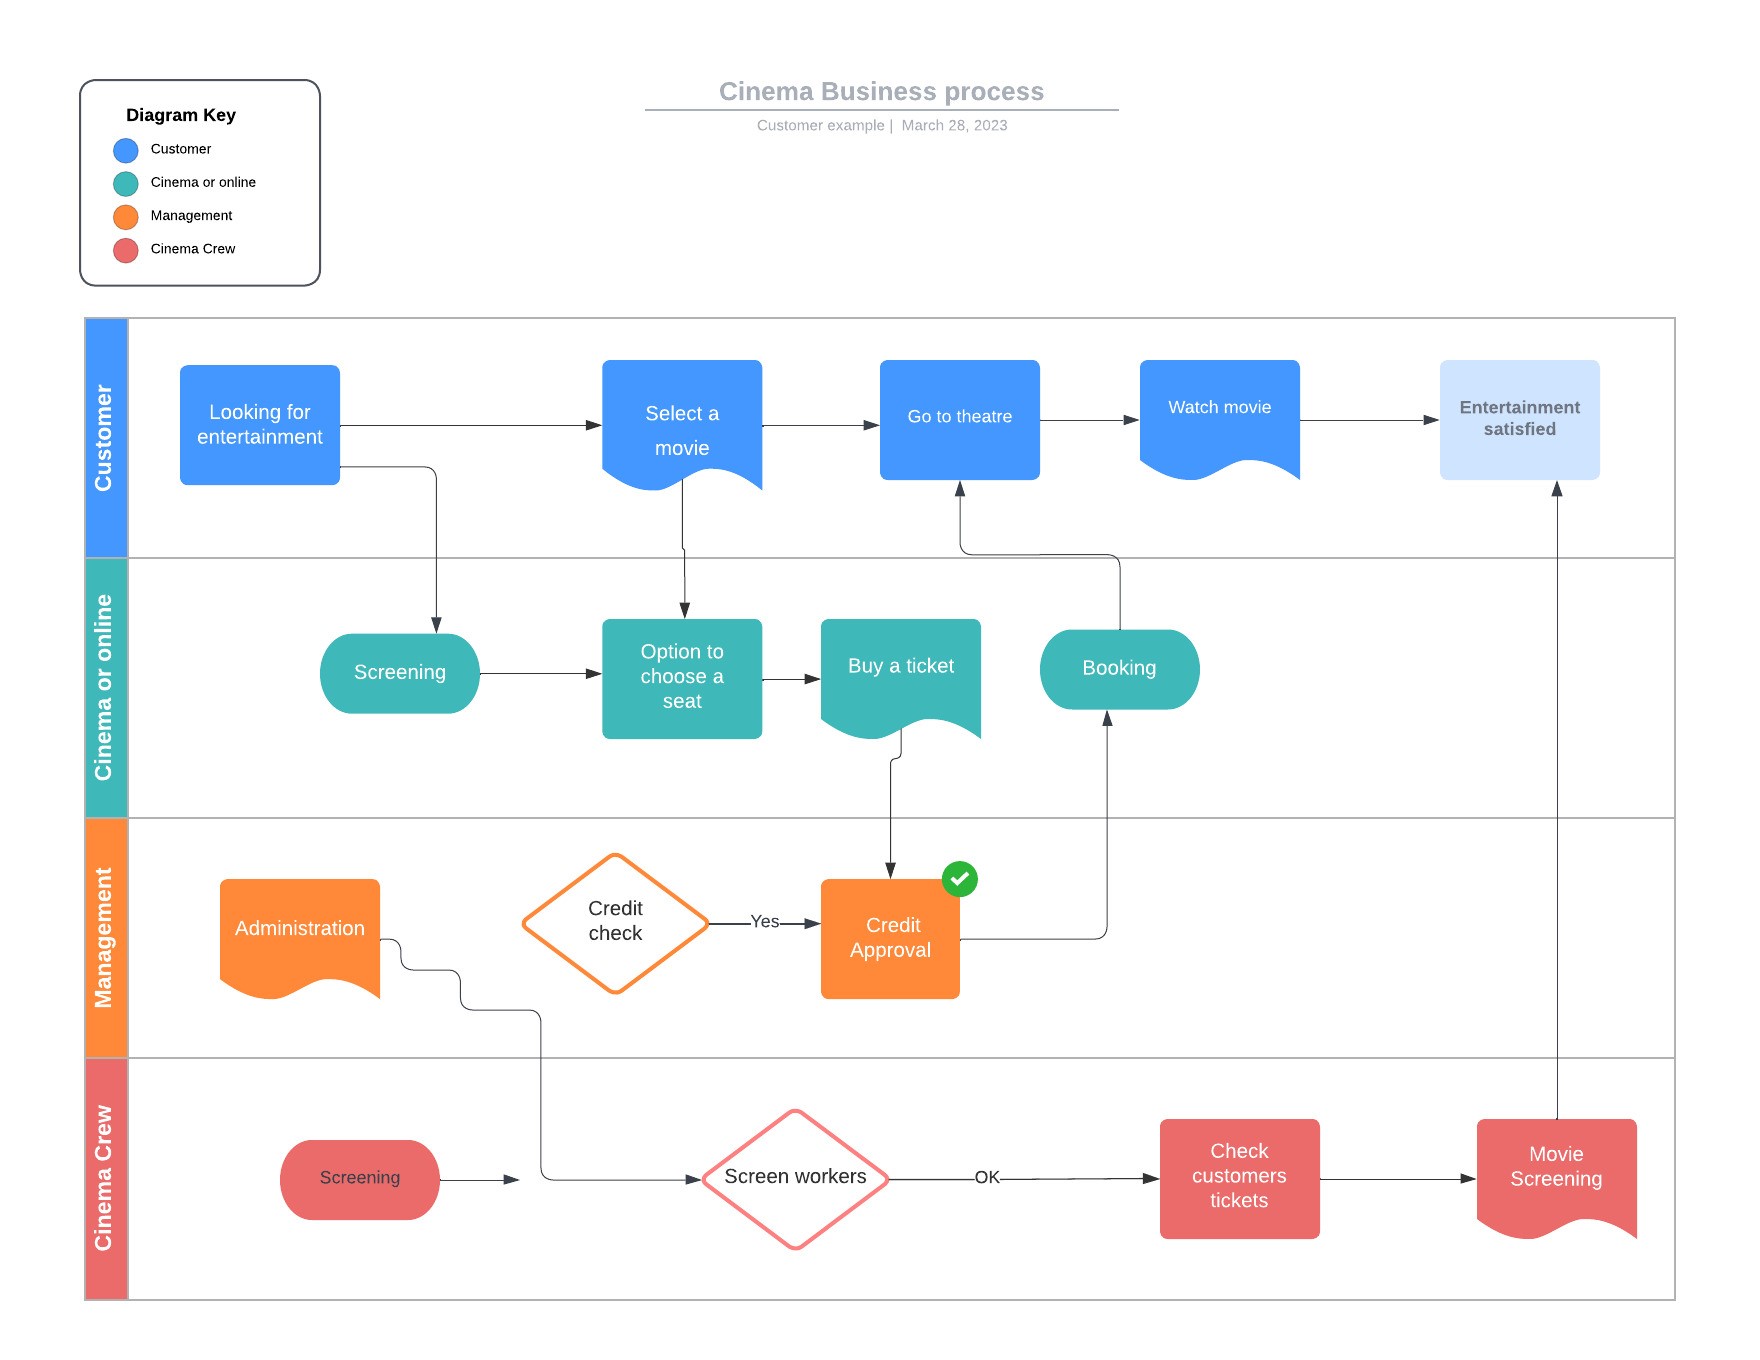 Cinema Business process
Customer example | March 28, 2023
Diagram Key
Customer
Cinema or online
Management
Cinema Crew
Customer
Looking for
entertainment
Select a
movie
Go to theatre
Watch movie
Entertainment
satisfied
Cinema or online
Screening
Option to
choose a
seat
Buy a ticket
Booking
Management
Administration
Credit
check
Yes
Credit
Approval
Cinema Crew
Screening
Screen workers
OK
Check
customers
tickets
Movie
Screening